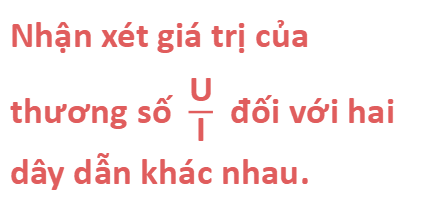 Nhận xét giá trị của
thương số U/I đối với hai
dây dẫn khác nhau.